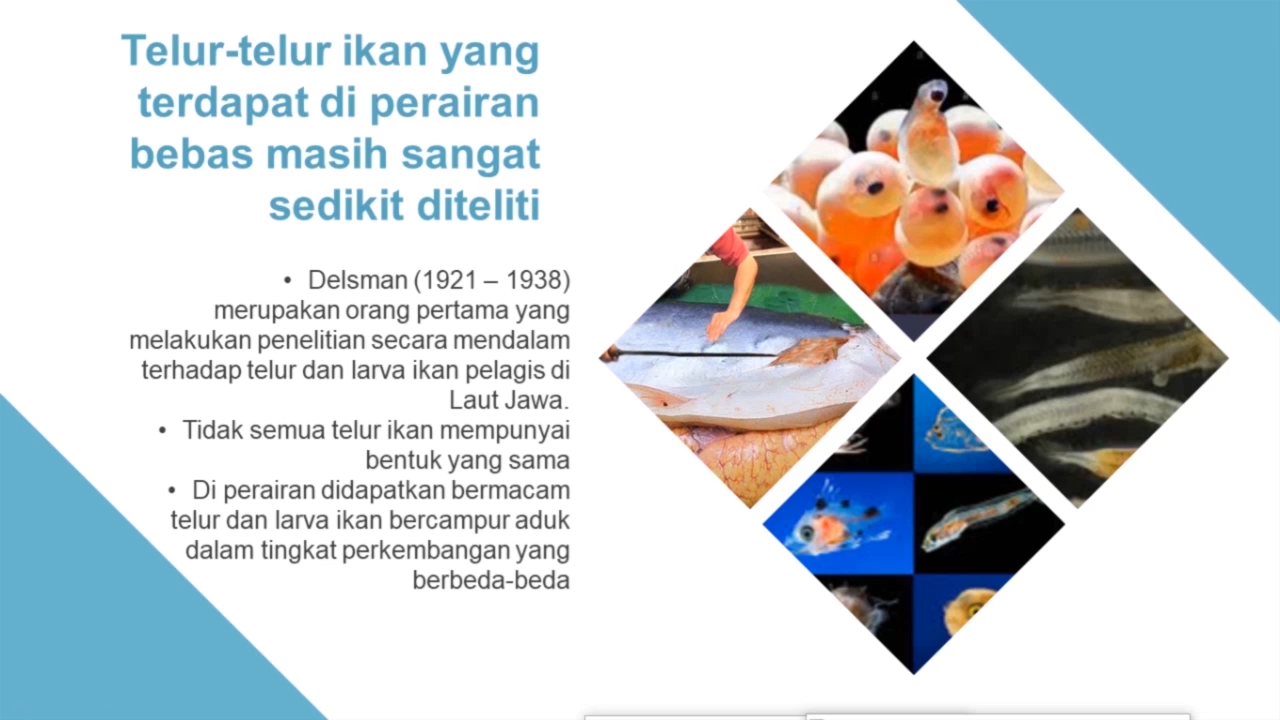 Telur-telur ikan yang
terdapat di perairan
bebas masih sangat
sedikit diteliti
• Delsman (1921 – 1938)
merupakan orang pertama yang
melakukan penelitian secara mendalam
terhadap telur dan larva ikan pelagis di
Laut Jawa.
• Tidak semua telur ikan mempunyai
bentuk yang sama
• Di perairan didapatkan bermacam
telur dan larva ikan bercampur aduk
dalam tingkat perkembangan yang
berbeda-beda